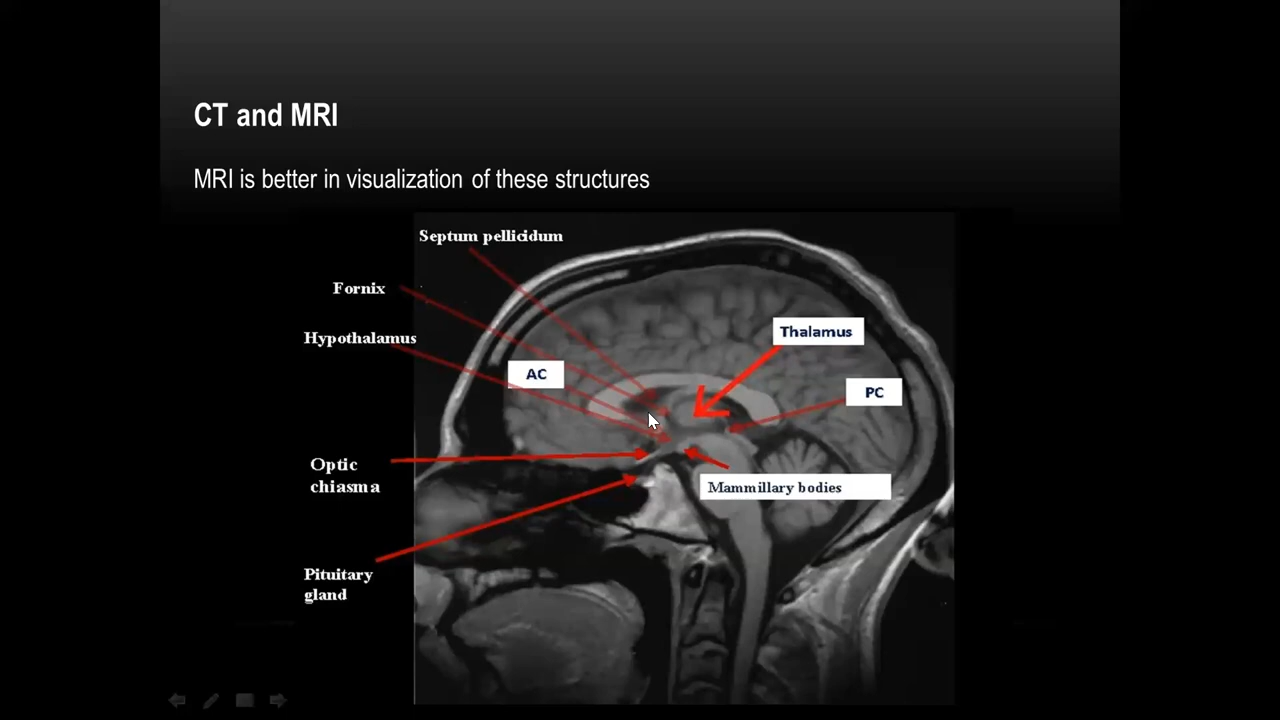 CT and MRI
MRI is better in visualization of these structures
Septum pellicidum
Fornix
Hypothalamus
Thalamus
AC
PC
Optic
chiasma
Mammillary bodies
Pituitary
gland